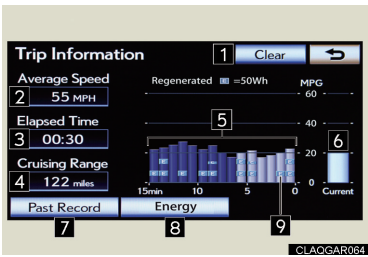 Trip Information
1
Clear
Average Speed
Regenerated E =50Wh
MPG
2
55 MPH
60
Elapsed Time
5
40
3
00:30
6
Cruising Range
20
4
122 miles
15min 10 5 0
0
Current
Past Record
Energy
7
8
9
CLAQGAR064